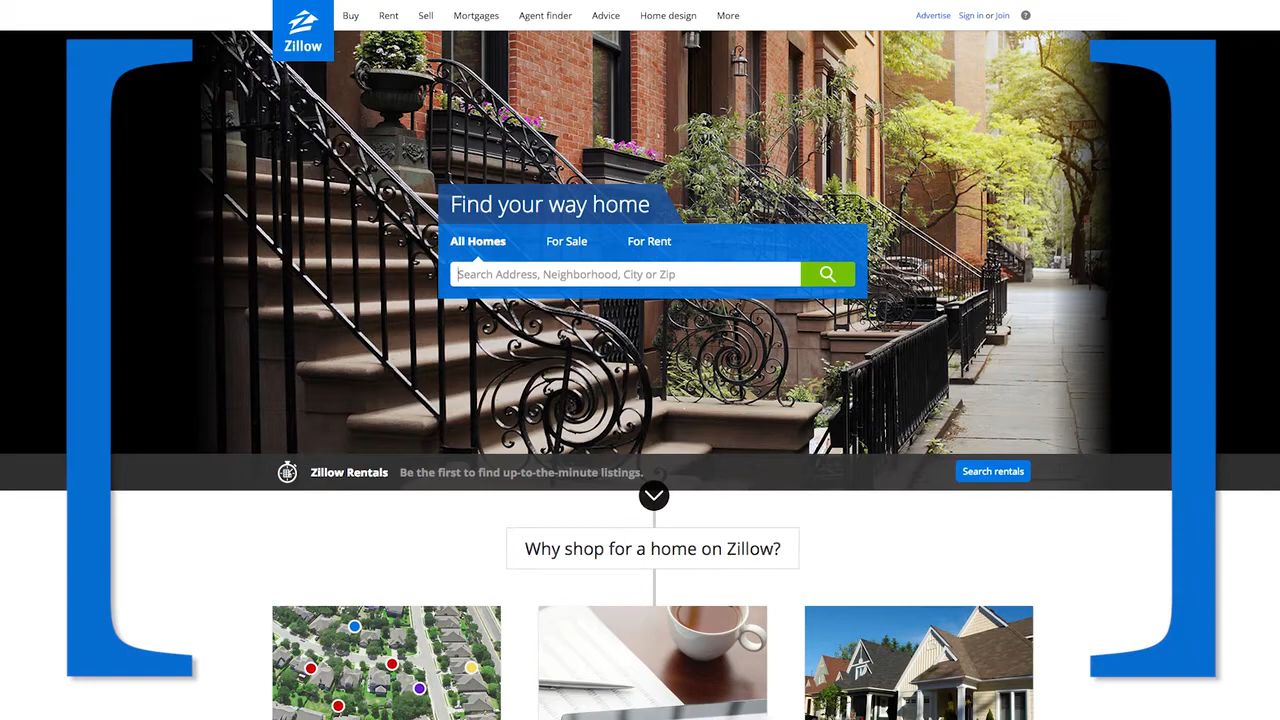 Zillow
Buy Rent Sell Mortgages Agent finder Advice Home design More
Advertise Sign in or Join ?
Find your way home
All Homes For Sale For Rent
Search Address, Neighborhood, City or Zip
Zillow Rentals Be the first to find up-to-the-minute listings.
Search rentals
Why shop for a home on Zillow?